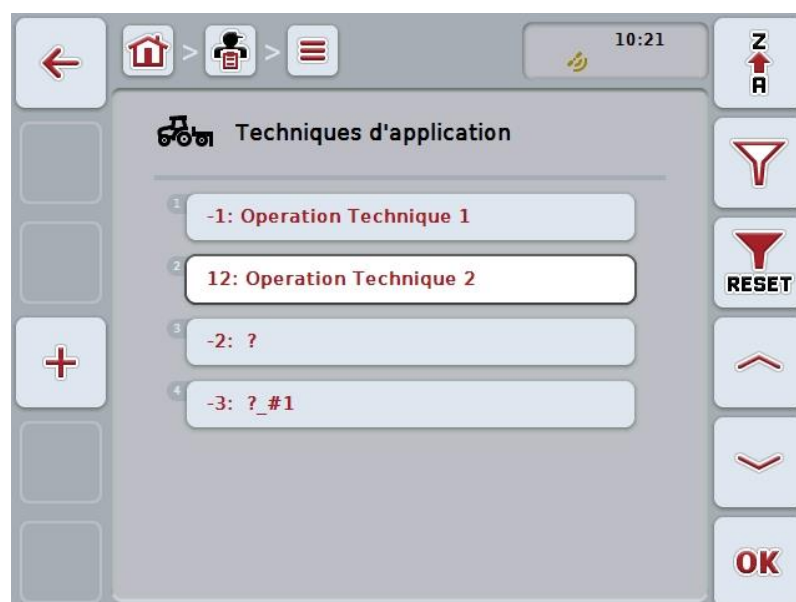 10:21
Z
A
Techniques d'application
1
-1: Operation Technique 1
2
12: Operation Technique 2
RESET
3
-2: ?
4
-3: ?_#1
OK